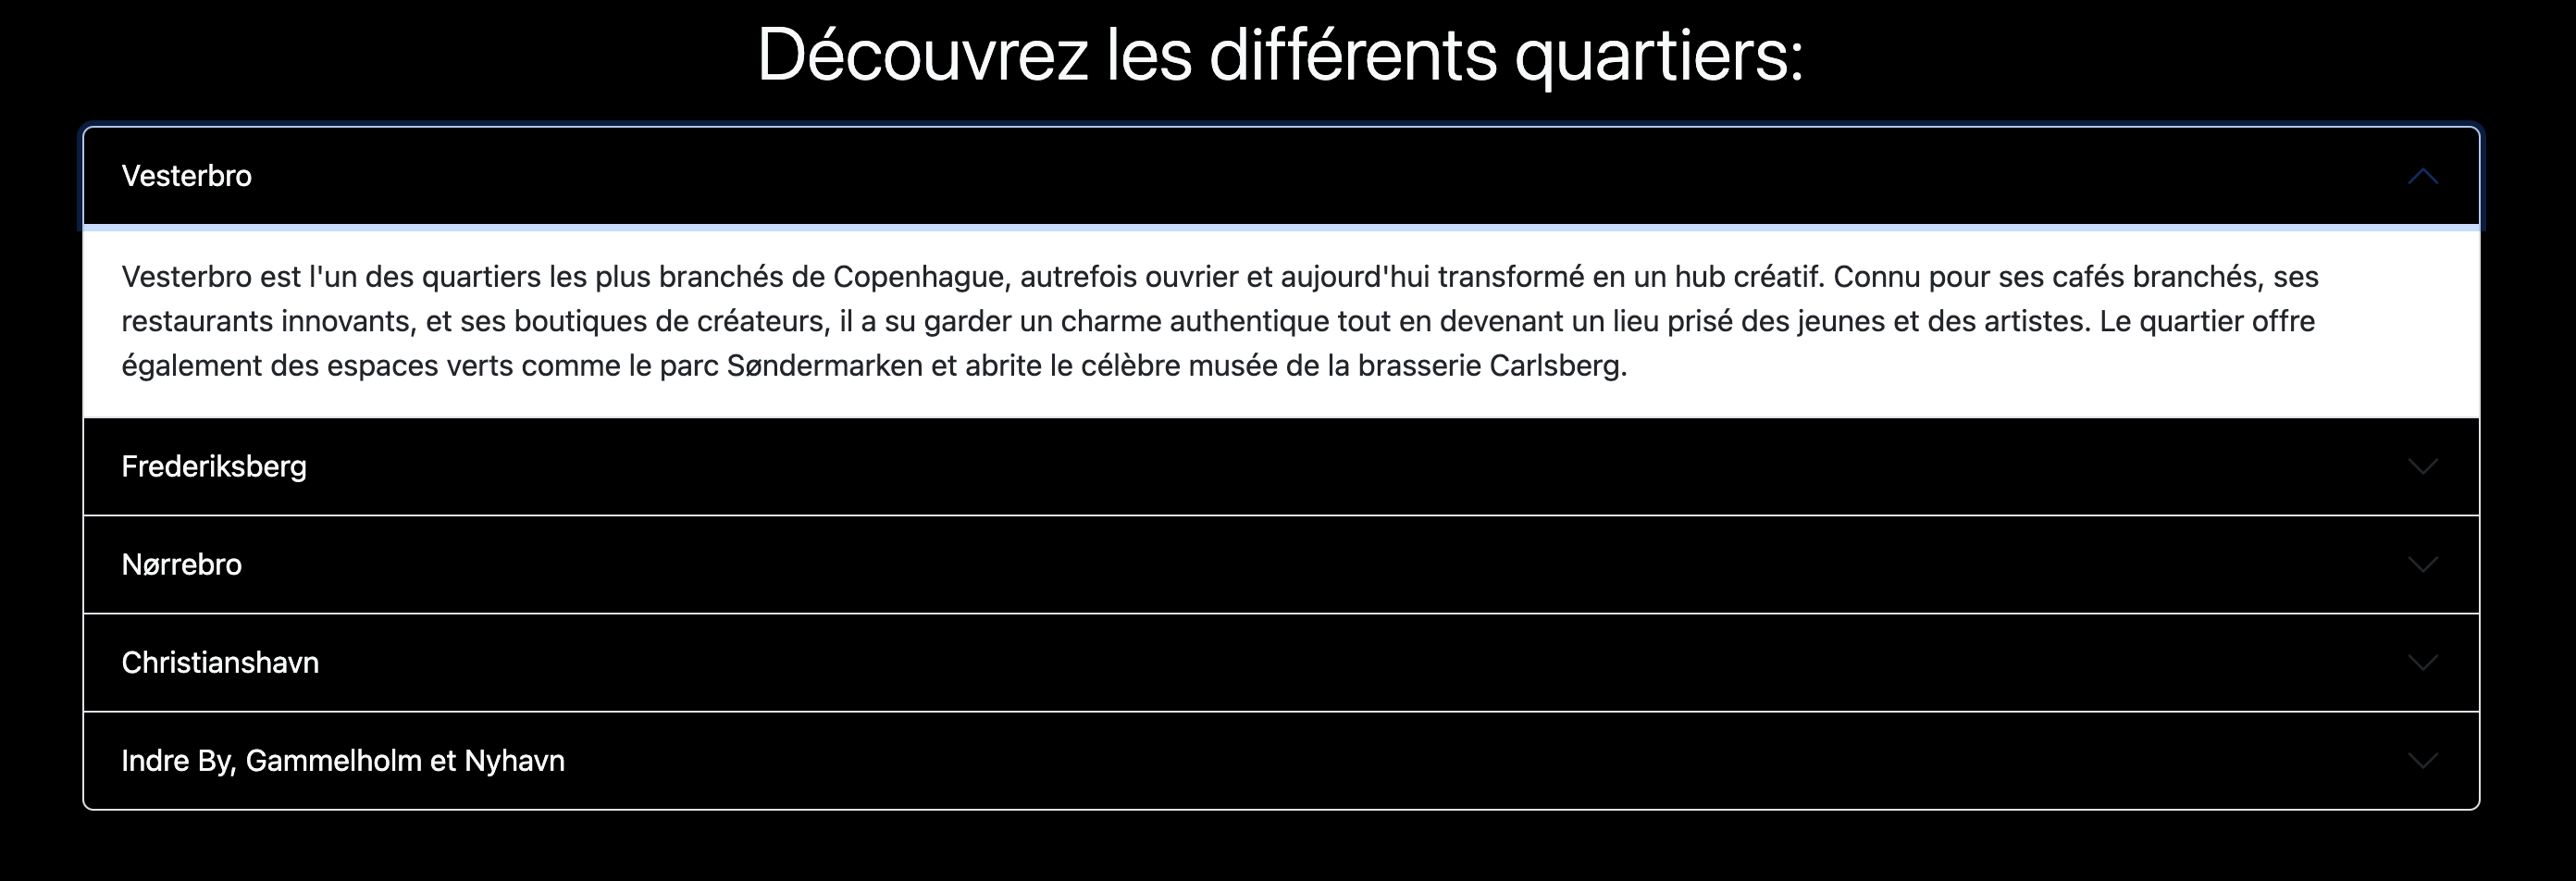 Découvrez les différents quartiers:
Vesterbro
Vesterbro est l'un des quartiers les plus branchés de Copenhague, autrefois ouvrier et aujourd'hui transformé en un hub créatif. Connu pour ses cafés branchés, ses
restaurants innovants, et ses boutiques de créateurs, il a su garder un charme authentique tout en devenant un lieu prisé des jeunes et des artistes. Le quartier offre
également des espaces verts comme le parc Søndermarken et abrite le célèbre musée de la brasserie Carlsberg.
Frederiksberg
Nørrebro
Christianshavn
Indre By, Gammelholm et Nyhavn